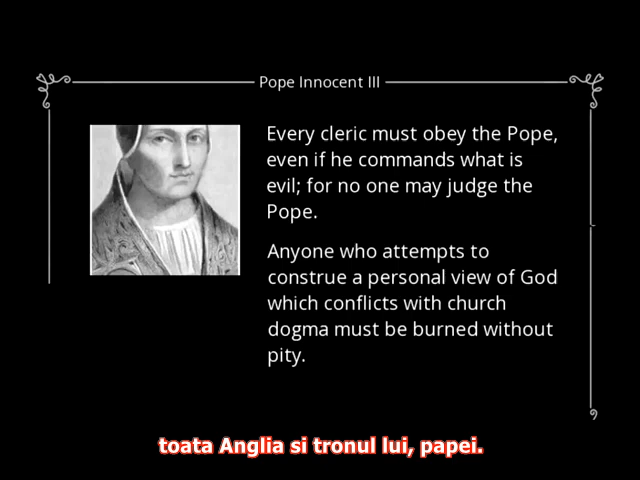 Pope Innocent III
Every cleric must obey the Pope,
even if he commands what is
evil; for no one may judge the
Pope.
Anyone who attempts to
construe a personal view of God
which conflicts with church
dogma must be burned without
pity.
toata Anglia si tronul lui, papei.